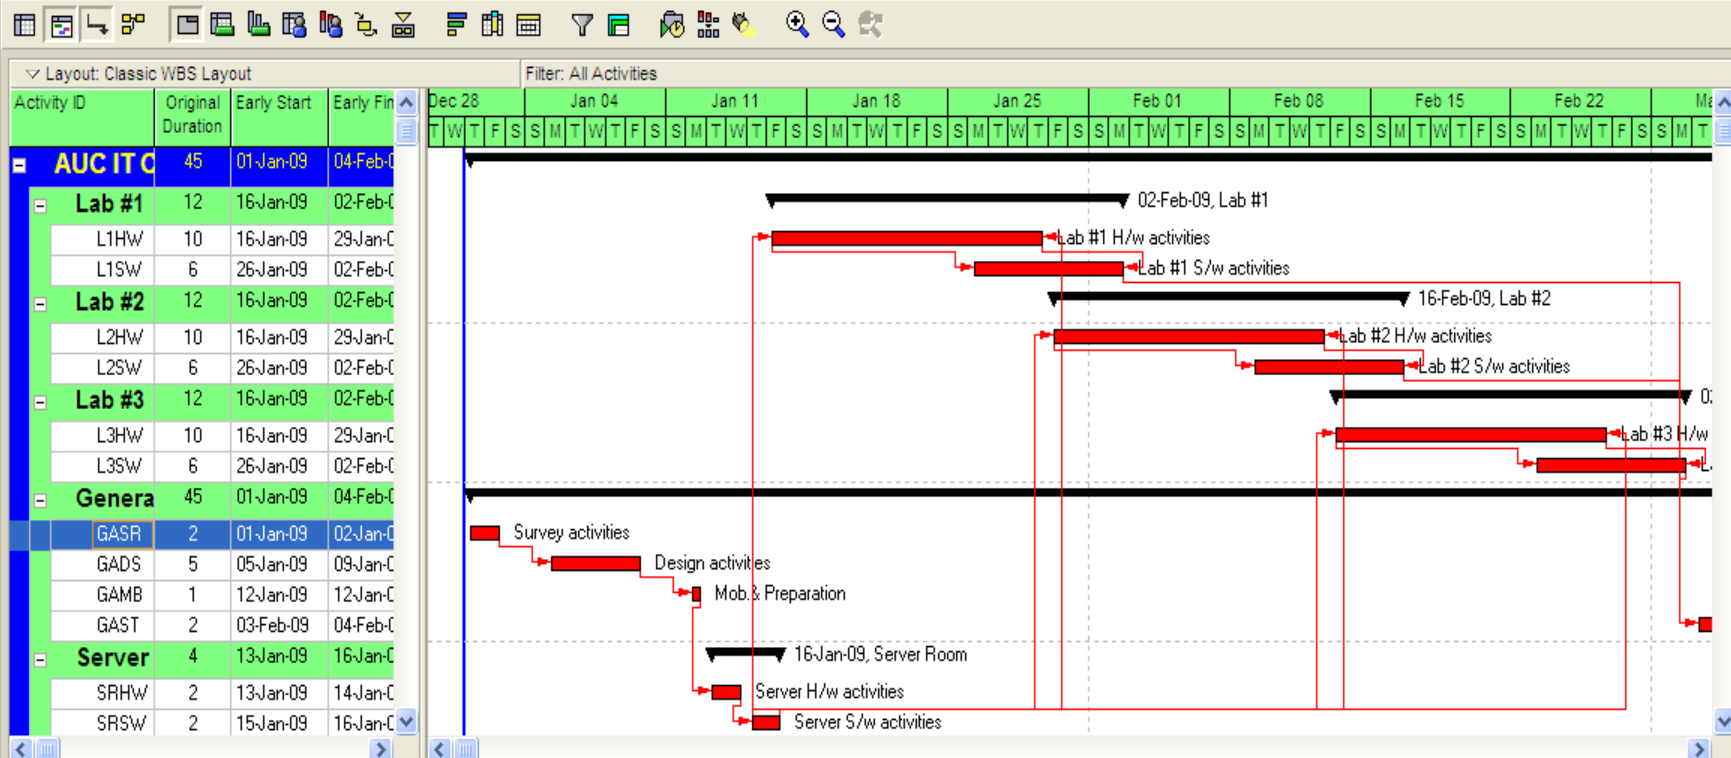 Layout: Classic WBS Layout Filter: All Activities
Activity ID Original Duration Early Start Early Fin
Dec 28 Jan 04 Jan 11 Jan 18 Jan 25 Feb 01 Feb 08 Feb 15 Feb 22 Ma
T W T F S S M T W T F S S M T W T F S S M T W T F S S M T W T F S S M T W T F S S M T W T F S S M T W T F S S M T W T F S S M T
AUC IT C 45 01-Jan-09 04-Feb-0
Lab #1 12 16-Jan-09 02-Feb-0 02-Feb-09, Lab #1
L1HW 10 16-Jan-09 29-Jan-0 Lab #1 H/w activities
L1SW 6 26-Jan-09 02-Feb-0 Lab #1 S/w activities
Lab #2 12 16-Jan-09 02-Feb-0 16-Feb-09, Lab #2
L2HW 10 16-Jan-09 29-Jan-0 Lab #2 H/w activities
L2SW 6 26-Jan-09 02-Feb-0 Lab #2 S/w activities
Lab #3 12 16-Jan-09 02-Feb-0 02
L3HW 10 16-Jan-09 29-Jan-0 Lab #3 H/w
L3SW 6 26-Jan-09 02-Feb-0
Genera 45 01-Jan-09 04-Feb-0
GASR 2 01-Jan-09 02-Jan-0 Survey activities
GADS 5 05-Jan-09 09-Jan-0 Design activities
GAMB 1 12-Jan-09 12-Jan-0 Mob.& Preparation
GAST 2 03-Feb-09 04-Feb-0
Server 4 13-Jan-09 16-Jan-0 16-Jan-09, Server Room
SRHW 2 13-Jan-09 14-Jan-0 Server H/w activities
SRSW 2 15-Jan-09 16-Jan-0 Server S/w activities